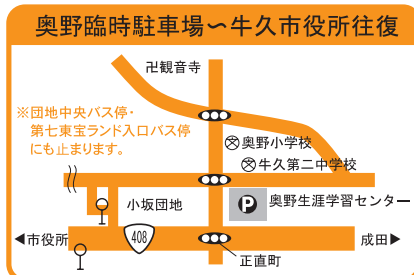 奥野臨時駐車場〜牛久市役所往復
卍観音寺
※団地中央バス停・
第七東宝ランド入口バス停
にも止まります。
奥野小学校
牛久第二中学校
小坂団地
P
奥野生涯学習センター
◀市役所
408
成田▶
正直町